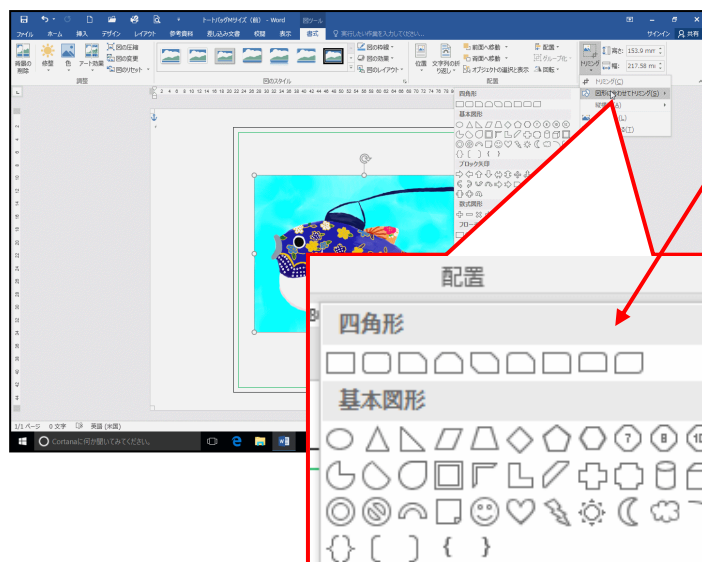 トートバッグMサイズ（前） - Word 図ツール
ファイル ホーム 挿入 デザイン レイアウト 参考資料 差し込み文書 校閲 表示 書式 実行したい作業を入力してください... サインイン 共有
背景の削除 修整 色 アート効果
図の圧縮
図の変更
図のリセット
調整
図のスタイル
図の枠線
図の効果
図のレイアウト
位置 文字列の折り返し
前面へ移動
背面へ移動
オブジェクトの選択と表示
配置
グループ化
回転
配置
トリミング
高さ: 153.9 mm
幅: 217.58 mm
トリミング(C)
図形に合わせてトリミング(S)
四角形
基本図形
ブロック矢印
数式図形
配置
四角形
基本図形
7 8 10
1/1 ページ 0 文字 英語 (米国)
Cortanaに何か聞いてみてください。